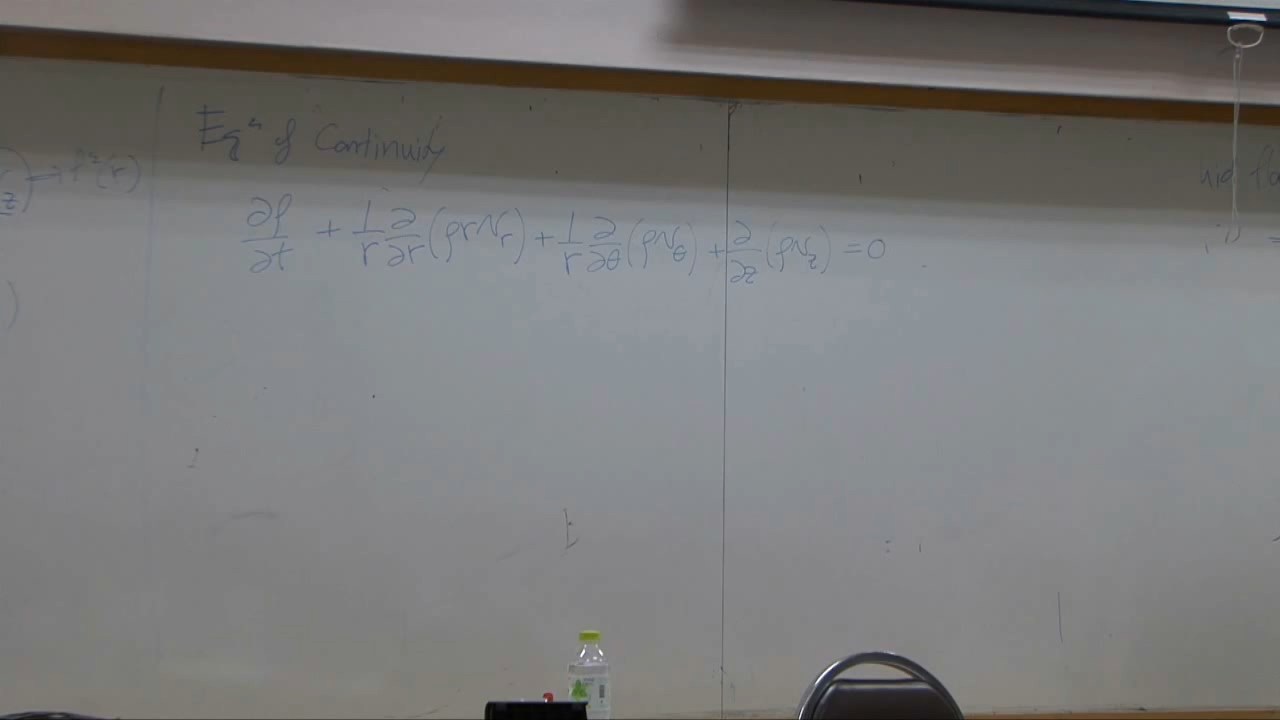 Eqⁿ of Continuity
∂ρ/∂t + 1/r ∂/∂r (ρrv_r) + 1/r ∂/∂θ (ρv_θ) + ∂/∂z (ρv_z) = 0